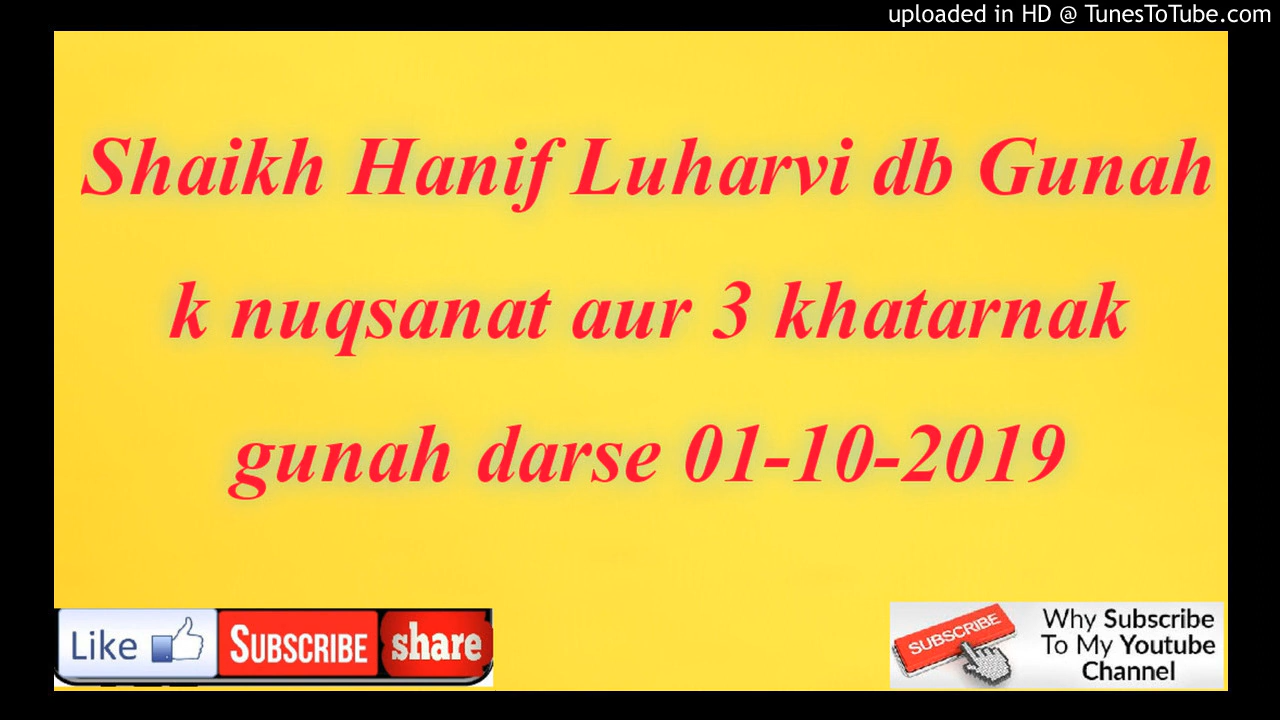 uploaded in HD @ TunesToTube.com
Shaikh Hanif Luharvi db Gunah
k nuqsanat aur 3 khatarnak
gunah darse 01-10-2019
Like SUBSCRIBE share
SUBSCRIBE
Why Subscribe
To My Youtube
Channel